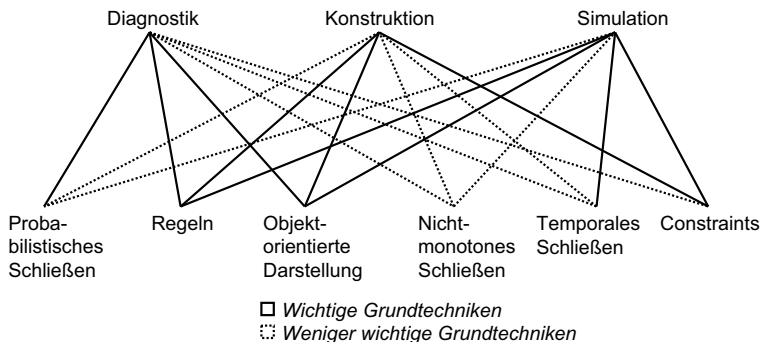 Diagnostik Konstruktion Simulation
Proba- Regeln Objekt- Nicht- Temporales Constraints
bilistisches orientierte monotones Schließen
Schließen Darstellung Schließen
Wichtige Grundtechniken
Weniger wichtige Grundtechniken